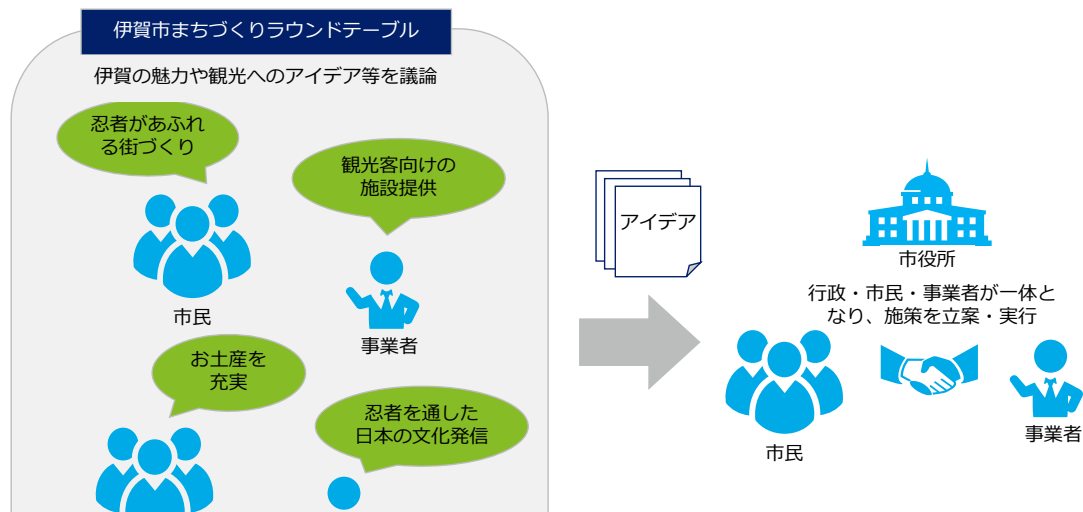 伊賀市まちづくりラウンドテーブル
伊賀の魅力や観光へのアイデア等を議論
忍者があふれ
る街づくり
観光客向けの
施設提供
市民
事業者
お土産を
充実
忍者を通した
日本の文化発信
アイデア
市役所
行政・市民・事業者が一体と
なり、施策を立案・実行
市民
事業者